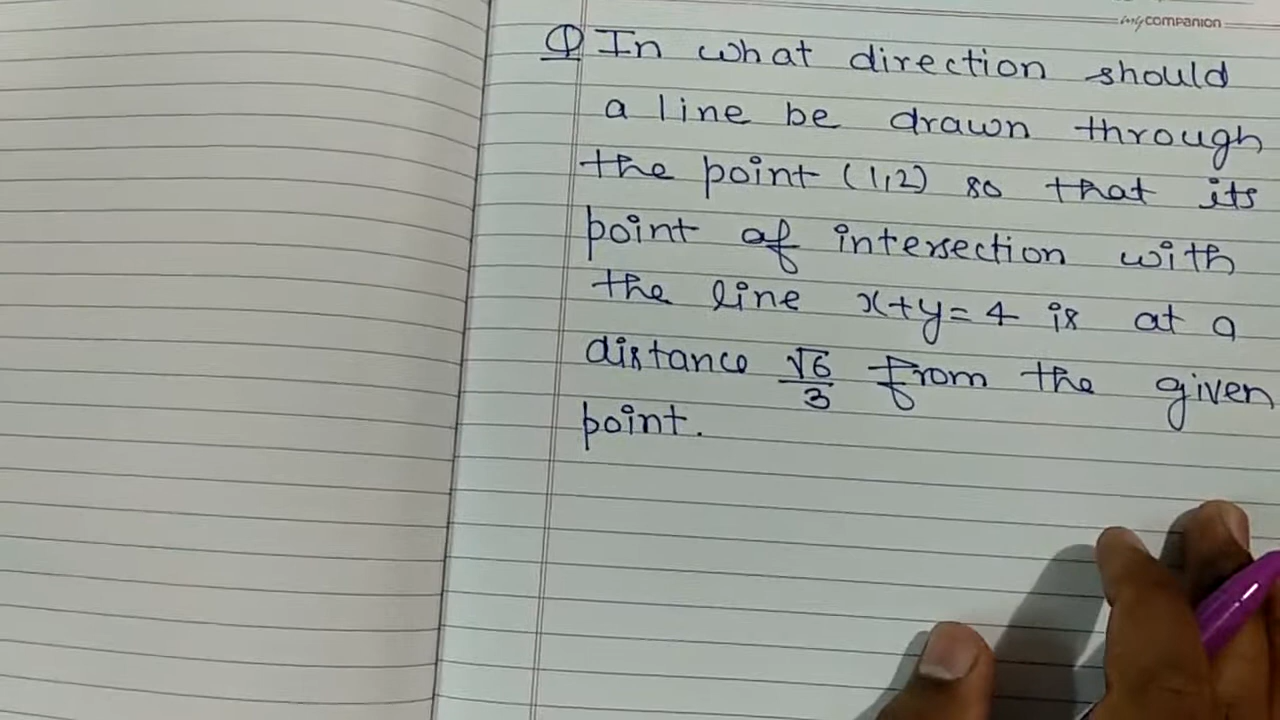 my companion
Q In what direction should
a line be drawn through
the point (1,2) so that its
point of intersection with
the line x+y=4 is at a
distance √6/3 from the given
point.